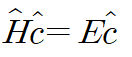 Ĥĉ = Eĉ